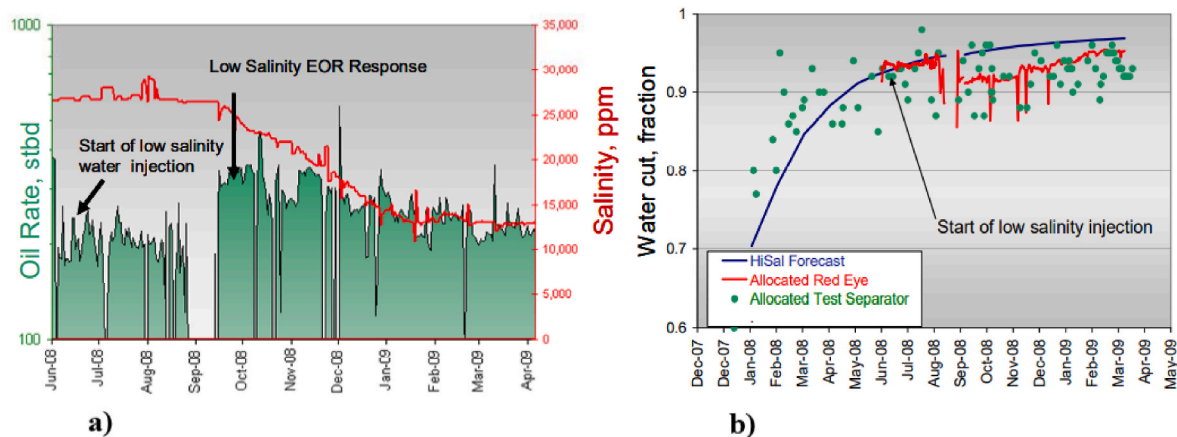 1000
Oil Rate, stbd
100
35,000
30,000
25,000
20,000
15,000
10,000
5,000
0
Salinity, ppm
Low Salinity EOR Response
Start of low salinity
water injection
Jun-08
Jul-08
Aug-08
Sep-08
Oct-08
Nov-08
Dec-08
Jan-09
Feb-09
Mar-09
Apr-09
a)
1
0.9
0.8
0.7
0.6
Water cut, fraction
Start of low salinity injection
HiSal Forecast
Allocated Red Eye
Allocated Test Separator
Dec-07
Dec-07
Jan-08
Feb-08
Mar-08
Apr-08
May-08
Jun-08
Jul-08
Aug-08
Sep-08
Oct-08
Nov-08
Dec-08
Jan-09
Feb-09
Mar-09
Mar-09
May-09
b)